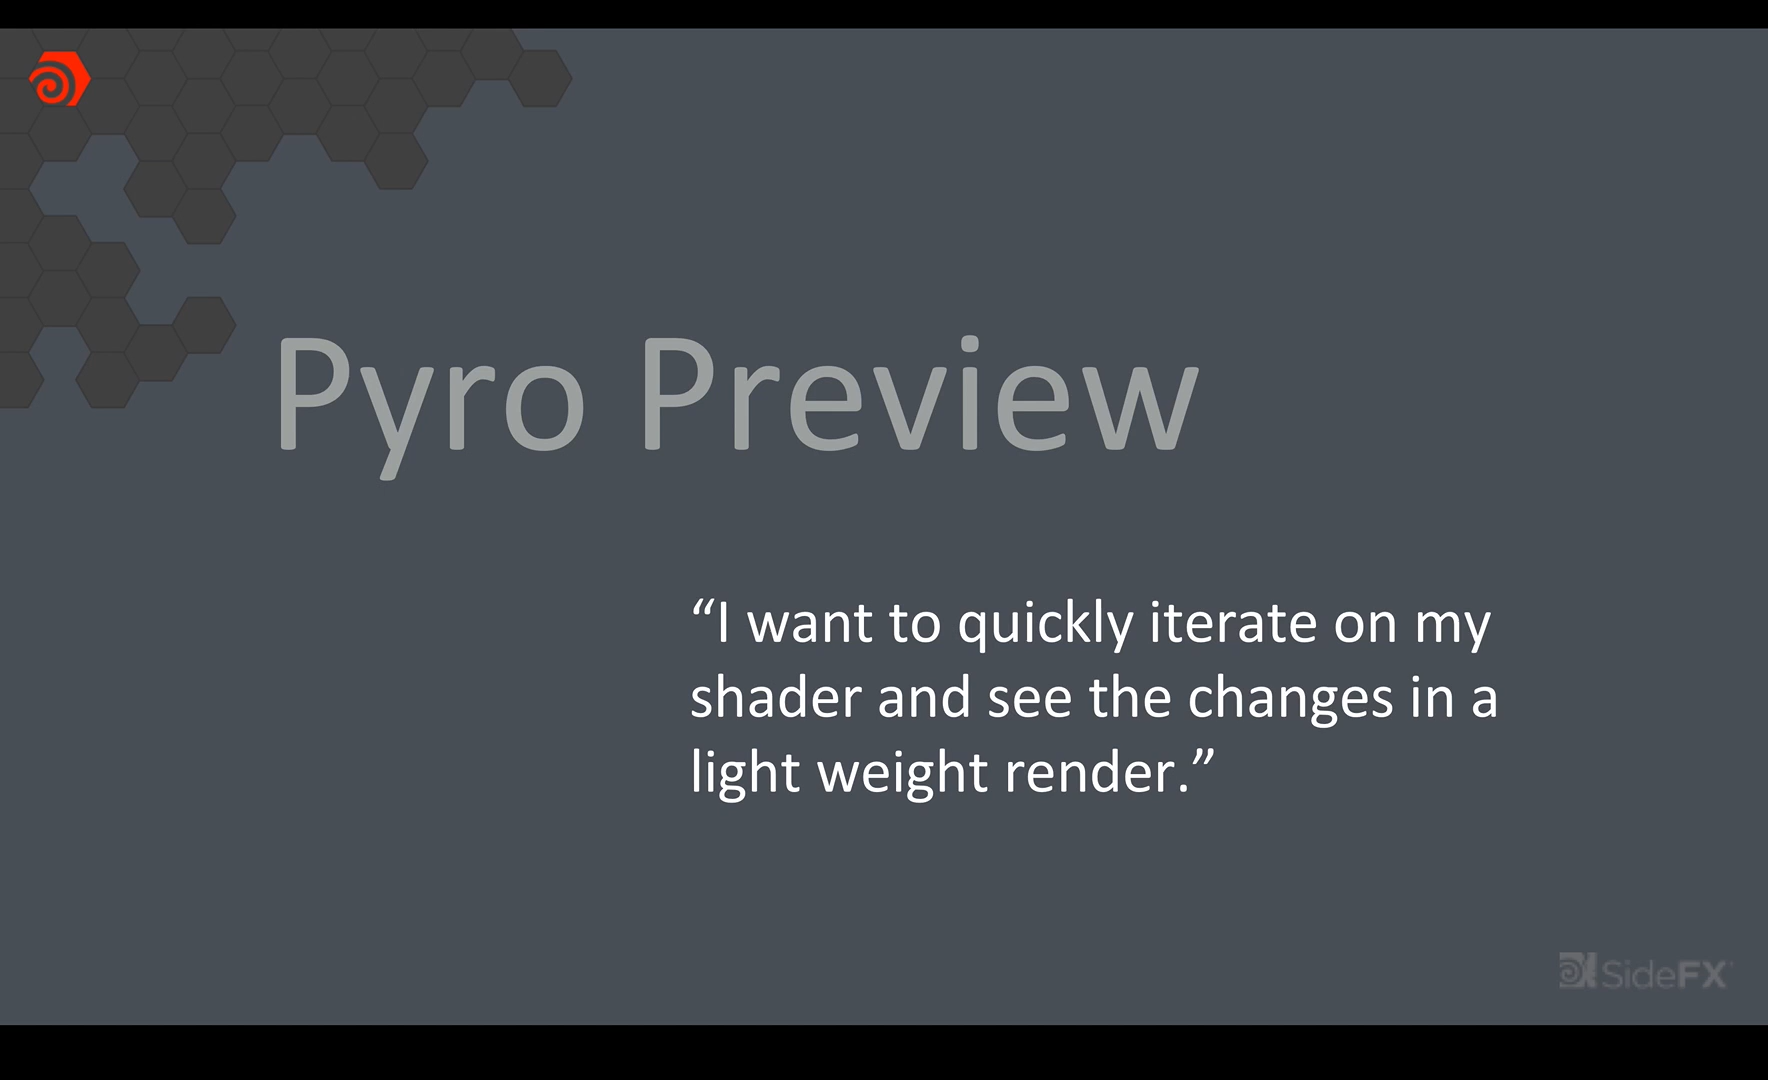 Pyro Preview
“I want to quickly iterate on my
shader and see the changes in a
light weight render.”
SideFX